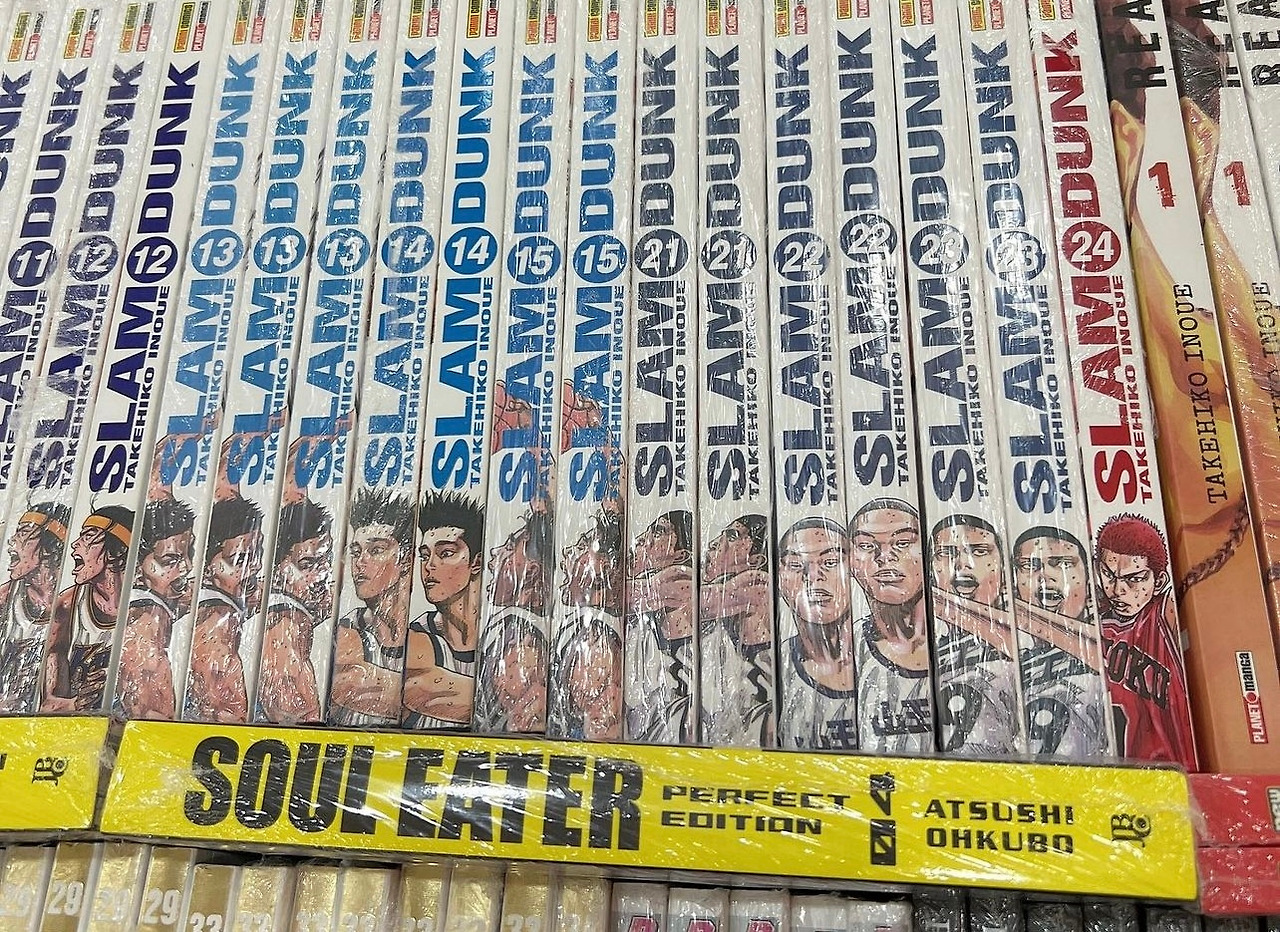 SLAM 11 DUNK
TAKEHIKO INOUE
SLAM 12 DUNK
TAKEHIKO INOUE
SLAM 12 DUNK
TAKEHIKO INOUE
SLAM 13 DUNK
TAKEHIKO INOUE
SLAM 13 DUNK
TAKEHIKO INOUE
SLAM 13 DUNK
TAKEHIKO INOUE
SLAM 14 DUNK
TAKEHIKO INOUE
SLAM 14 DUNK
TAKEHIKO INOUE
SLAM 15 DUNK
TAKEHIKO INOUE
SLAM 15 DUNK
TAKEHIKO INOUE
SLAM 21 DUNK
TAKEHIKO INOUE
SLAM 21 DUNK
TAKEHIKO INOUE
SLAM 22 DUNK
TAKEHIKO INOUE
SLAM 22 DUNK
TAKEHIKO INOUE
SLAM 23 DUNK
TAKEHIKO INOUE
SLAM 23 DUNK
TAKEHIKO INOUE
SLAM 24 DUNK
TAKEHIKO INOUE
REA
1
TAKEHIKO INOUE
PLANET manga
REA
1
INOUE
SOUL EATER
PERFECT
EDITION
04
ATSUSHI
OHKUBO
JBC
29
29
29
29